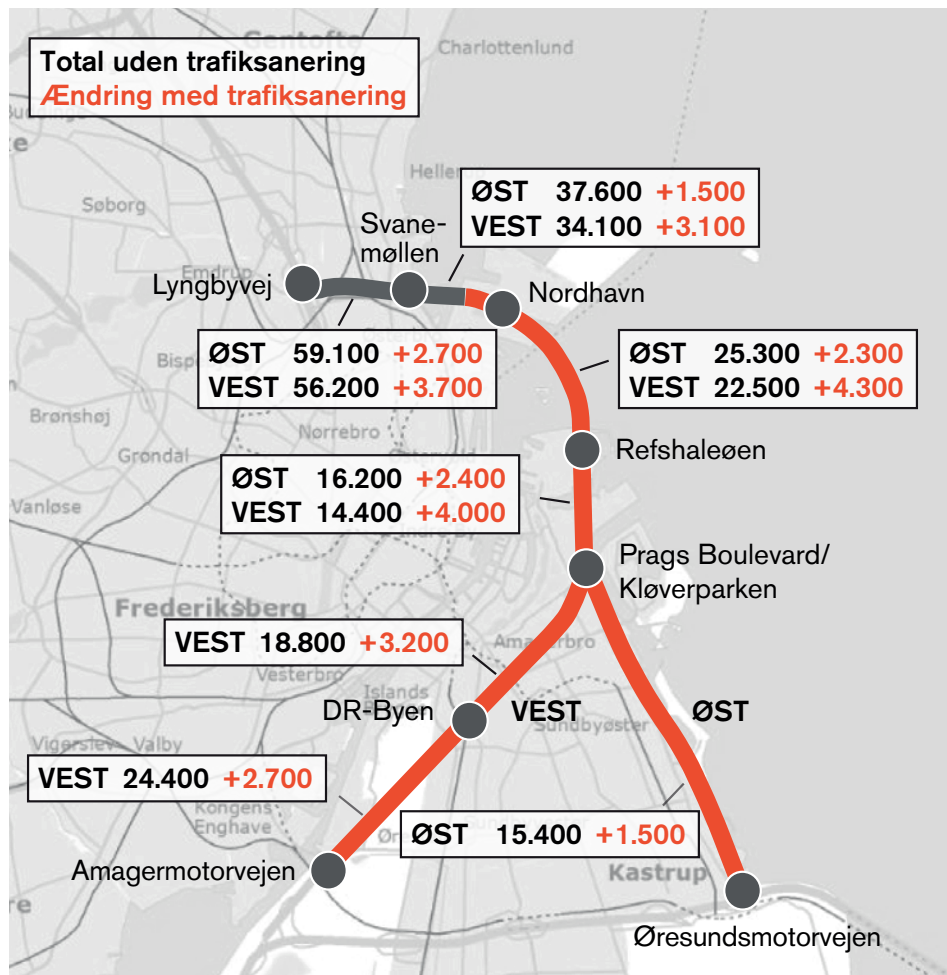 Total uden trafiksanering
Ændring med trafiksanering
Gentofte
Charlottenlund
Hellerup
Søborg
ØST 37.600 +1.500
VEST 34.100 +3.100
Svane-
møllen
Emdrup
Lyngbyvej
Nordhavn
ØST 59.100 +2.700
VEST 56.200 +3.700
ØST 25.300 +2.300
VEST 22.500 +4.300
Brønshøj
Nørrebro
Grøndal
Refshaleøen
ØST 16.200 +2.400
VEST 14.400 +4.000
Vanløse
Indre By
Prags Boulevard/
Kløverparken
Frederiksberg
VEST 18.800 +3.200
Vesterbro
Islands
DR-Byen
VEST
ØST
Sundbyøster
Vigerslev
Valby
VEST 24.400 +2.700
Kongens
Enghave
ØST 15.400 +1.500
Amagermotorvejen
Kastrup
Øresundsmotorvejen